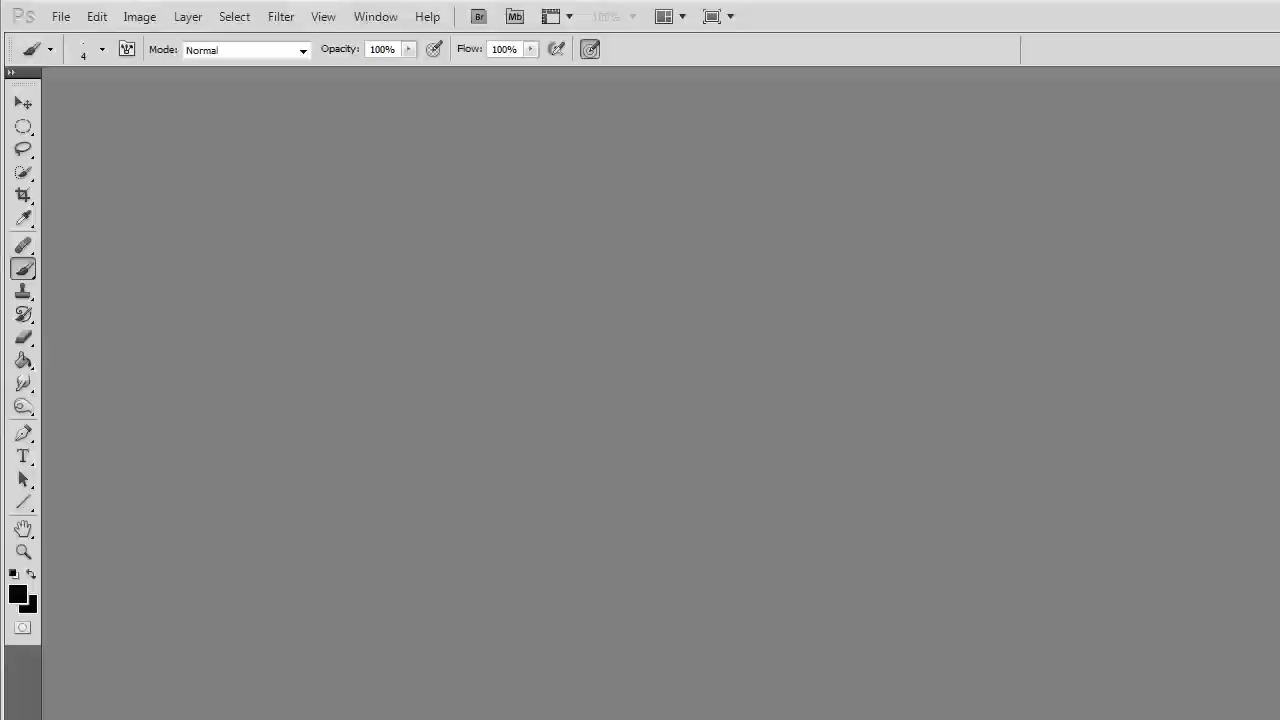 Ps File Edit Image Layer Select Filter View Window Help Br Mb 100%
4 Mode: Normal Opacity: 100% Flow: 100%
T